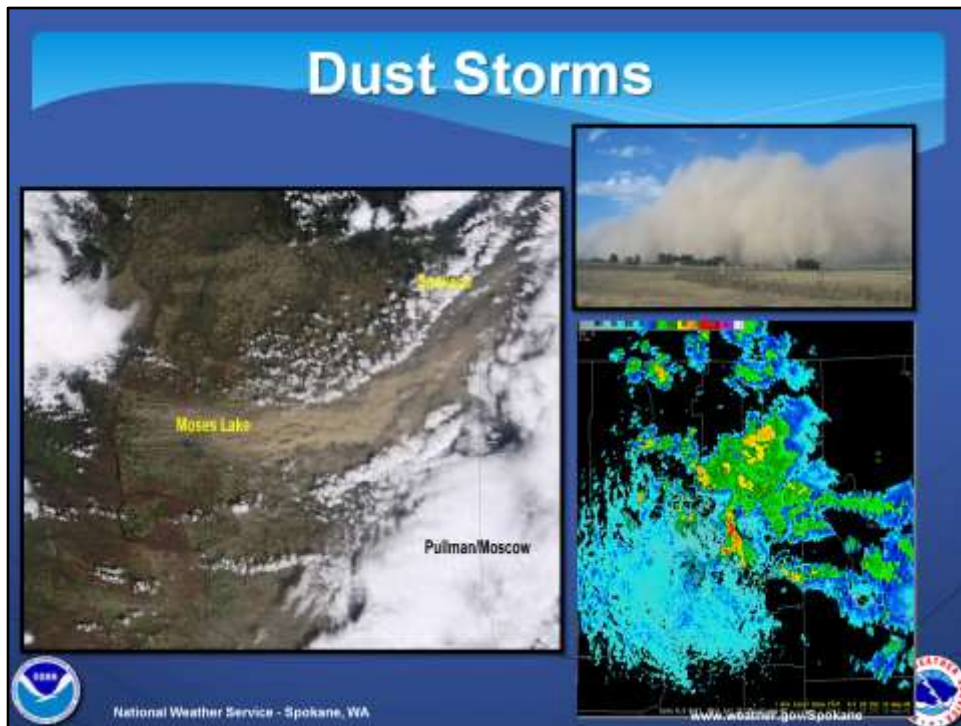 Dust Storms
Spokane
Moses Lake
Pullman/Moscow
National Weather Service - Spokane, WA
www.weather.gov/Spokane